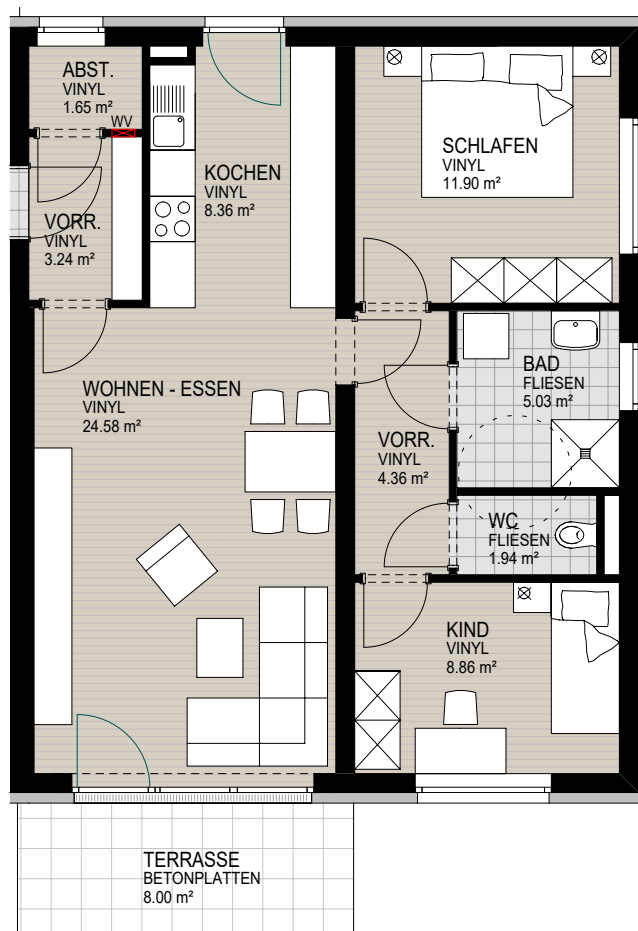 ABST.
VINYL
1.65 m²
WV
KOCHEN
VINYL
8.36 m²
SCHLAFEN
VINYL
11.90 m²
VORR.
VINYL
3.24 m²
WOHNEN - ESSEN
VINYL
24.58 m²
BAD
FLIESEN
5.03 m²
VORR.
VINYL
4.36 m²
WC
FLIESEN
1.94 m²
KIND
VINYL
8.86 m²
TERRASSE
BETONPLATTEN
8.00 m²